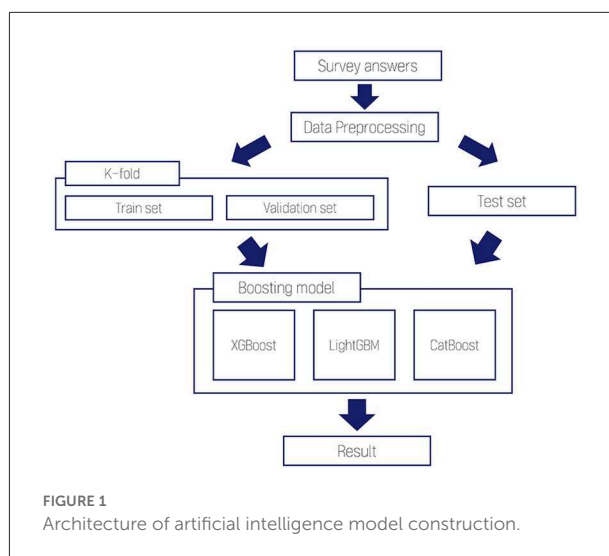 Survey answers
Data Preprocessing
K-fold
Train set
Validation set
Test set
Boosting model
XGBoost
LightGBM
CatBoost
Result
FIGURE 1
Architecture of artificial intelligence model construction.